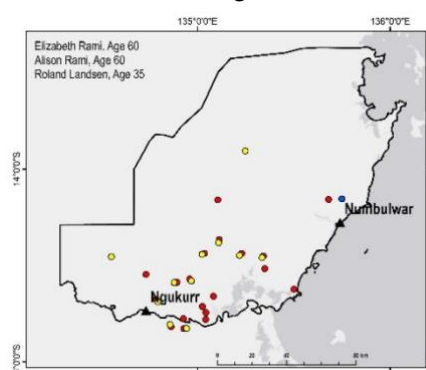 135°0'0"E 136°0'0"E
Elizabeth Rami. Age 60
Alison Rami. Age 60
Roland Landsen, Age 35
14°0'0"S
Numbulwar
Ngukurr
0 20 40 80 km